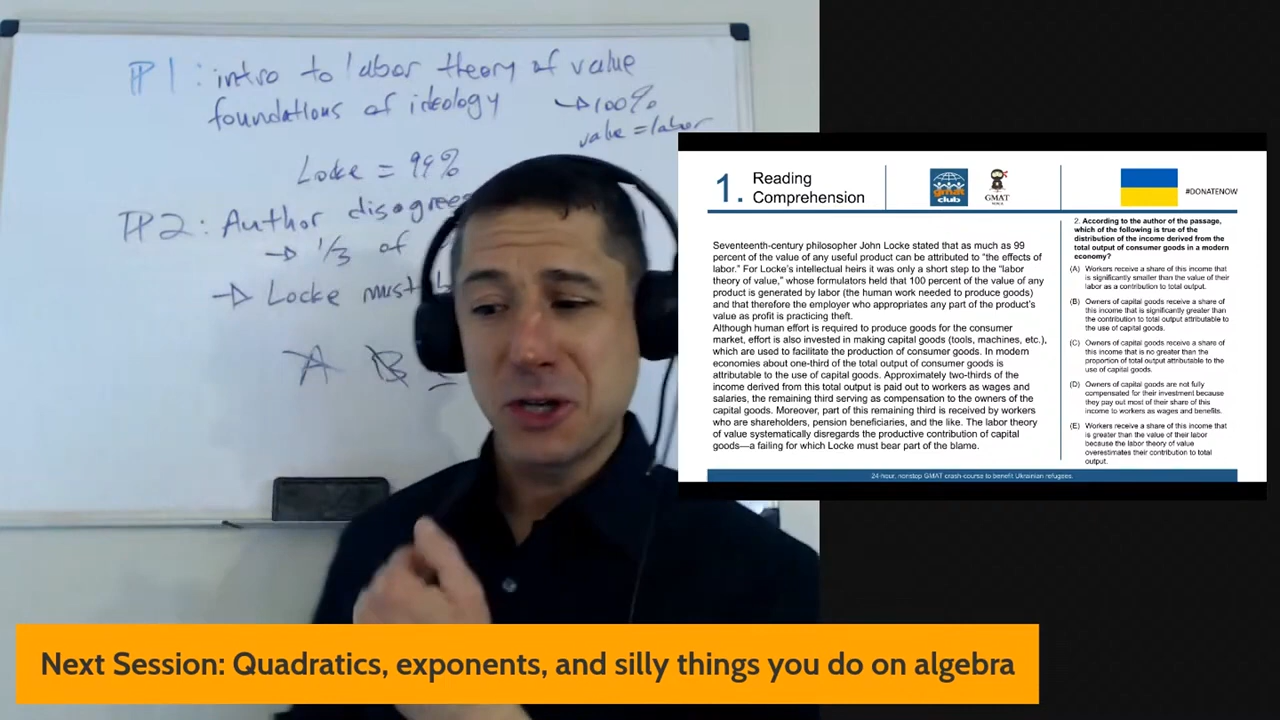 ¶1: intro to labor theory of value
foundations of ideology
→ 100%
value = labor
Locke = 99%
¶2: Author disagrees
→ 1/3 of
→ Locke must
A B
1. Reading
Comprehension
gmat
club
GMAT
NINJA
#DONATENOW
Seventeenth-century philosopher John Locke stated that as much as 99
percent of the value of any useful product can be attributed to “the effects of
labor.” For Locke’s intellectual heirs it was only a short step to the “labor
theory of value,” whose formulators held that 100 percent of the value of any
product is generated by labor (the human work needed to produce goods)
and that therefore the employer who appropriates any part of the product’s
value as profit is practicing theft.
Although human effort is required to produce goods for the consumer
market, effort is also invested in making capital goods (tools, machines, etc.),
which are used to facilitate the production of consumer goods. In modern
economies about one-third of the total output of consumer goods is
attributable to the use of capital goods. Approximately two-thirds of the
income derived from this total output is paid out to workers as wages and
salaries, the remaining third serving as compensation to the owners of the
capital goods. Moreover, part of this remaining third is received by workers
who are shareholders, pension beneficiaries, and the like. The labor theory
of value systematically disregards the productive contribution of capital
goods—a failing for which Locke must bear part of the blame.
2. According to the author of the passage,
which of the following is true of the
distribution of the income derived from the
total output of consumer goods in a modern
economy?
(A) Workers receive a share of this income that
is significantly smaller than the value of their
labor as a contribution to total output.
(B) Owners of capital goods receive a share of
this income that is significantly greater than
the contribution to total output attributable to
the use of capital goods.
(C) Owners of capital goods receive a share of
this income that is no greater than the
proportion of total output attributable to the
use of capital goods.
(D) Owners of capital goods are not fully
compensated for their investment because
they pay out most of their share of this
income to workers as wages and benefits.
(E) Workers receive a share of this income that
is greater than the value of their labor
because the labor theory of value
overestimates their contribution to total
output.
24-hour, nonstop GMAT crash-course to benefit Ukrainian refugees.
Next Session: Quadratics, exponents, and silly things you do on algebra